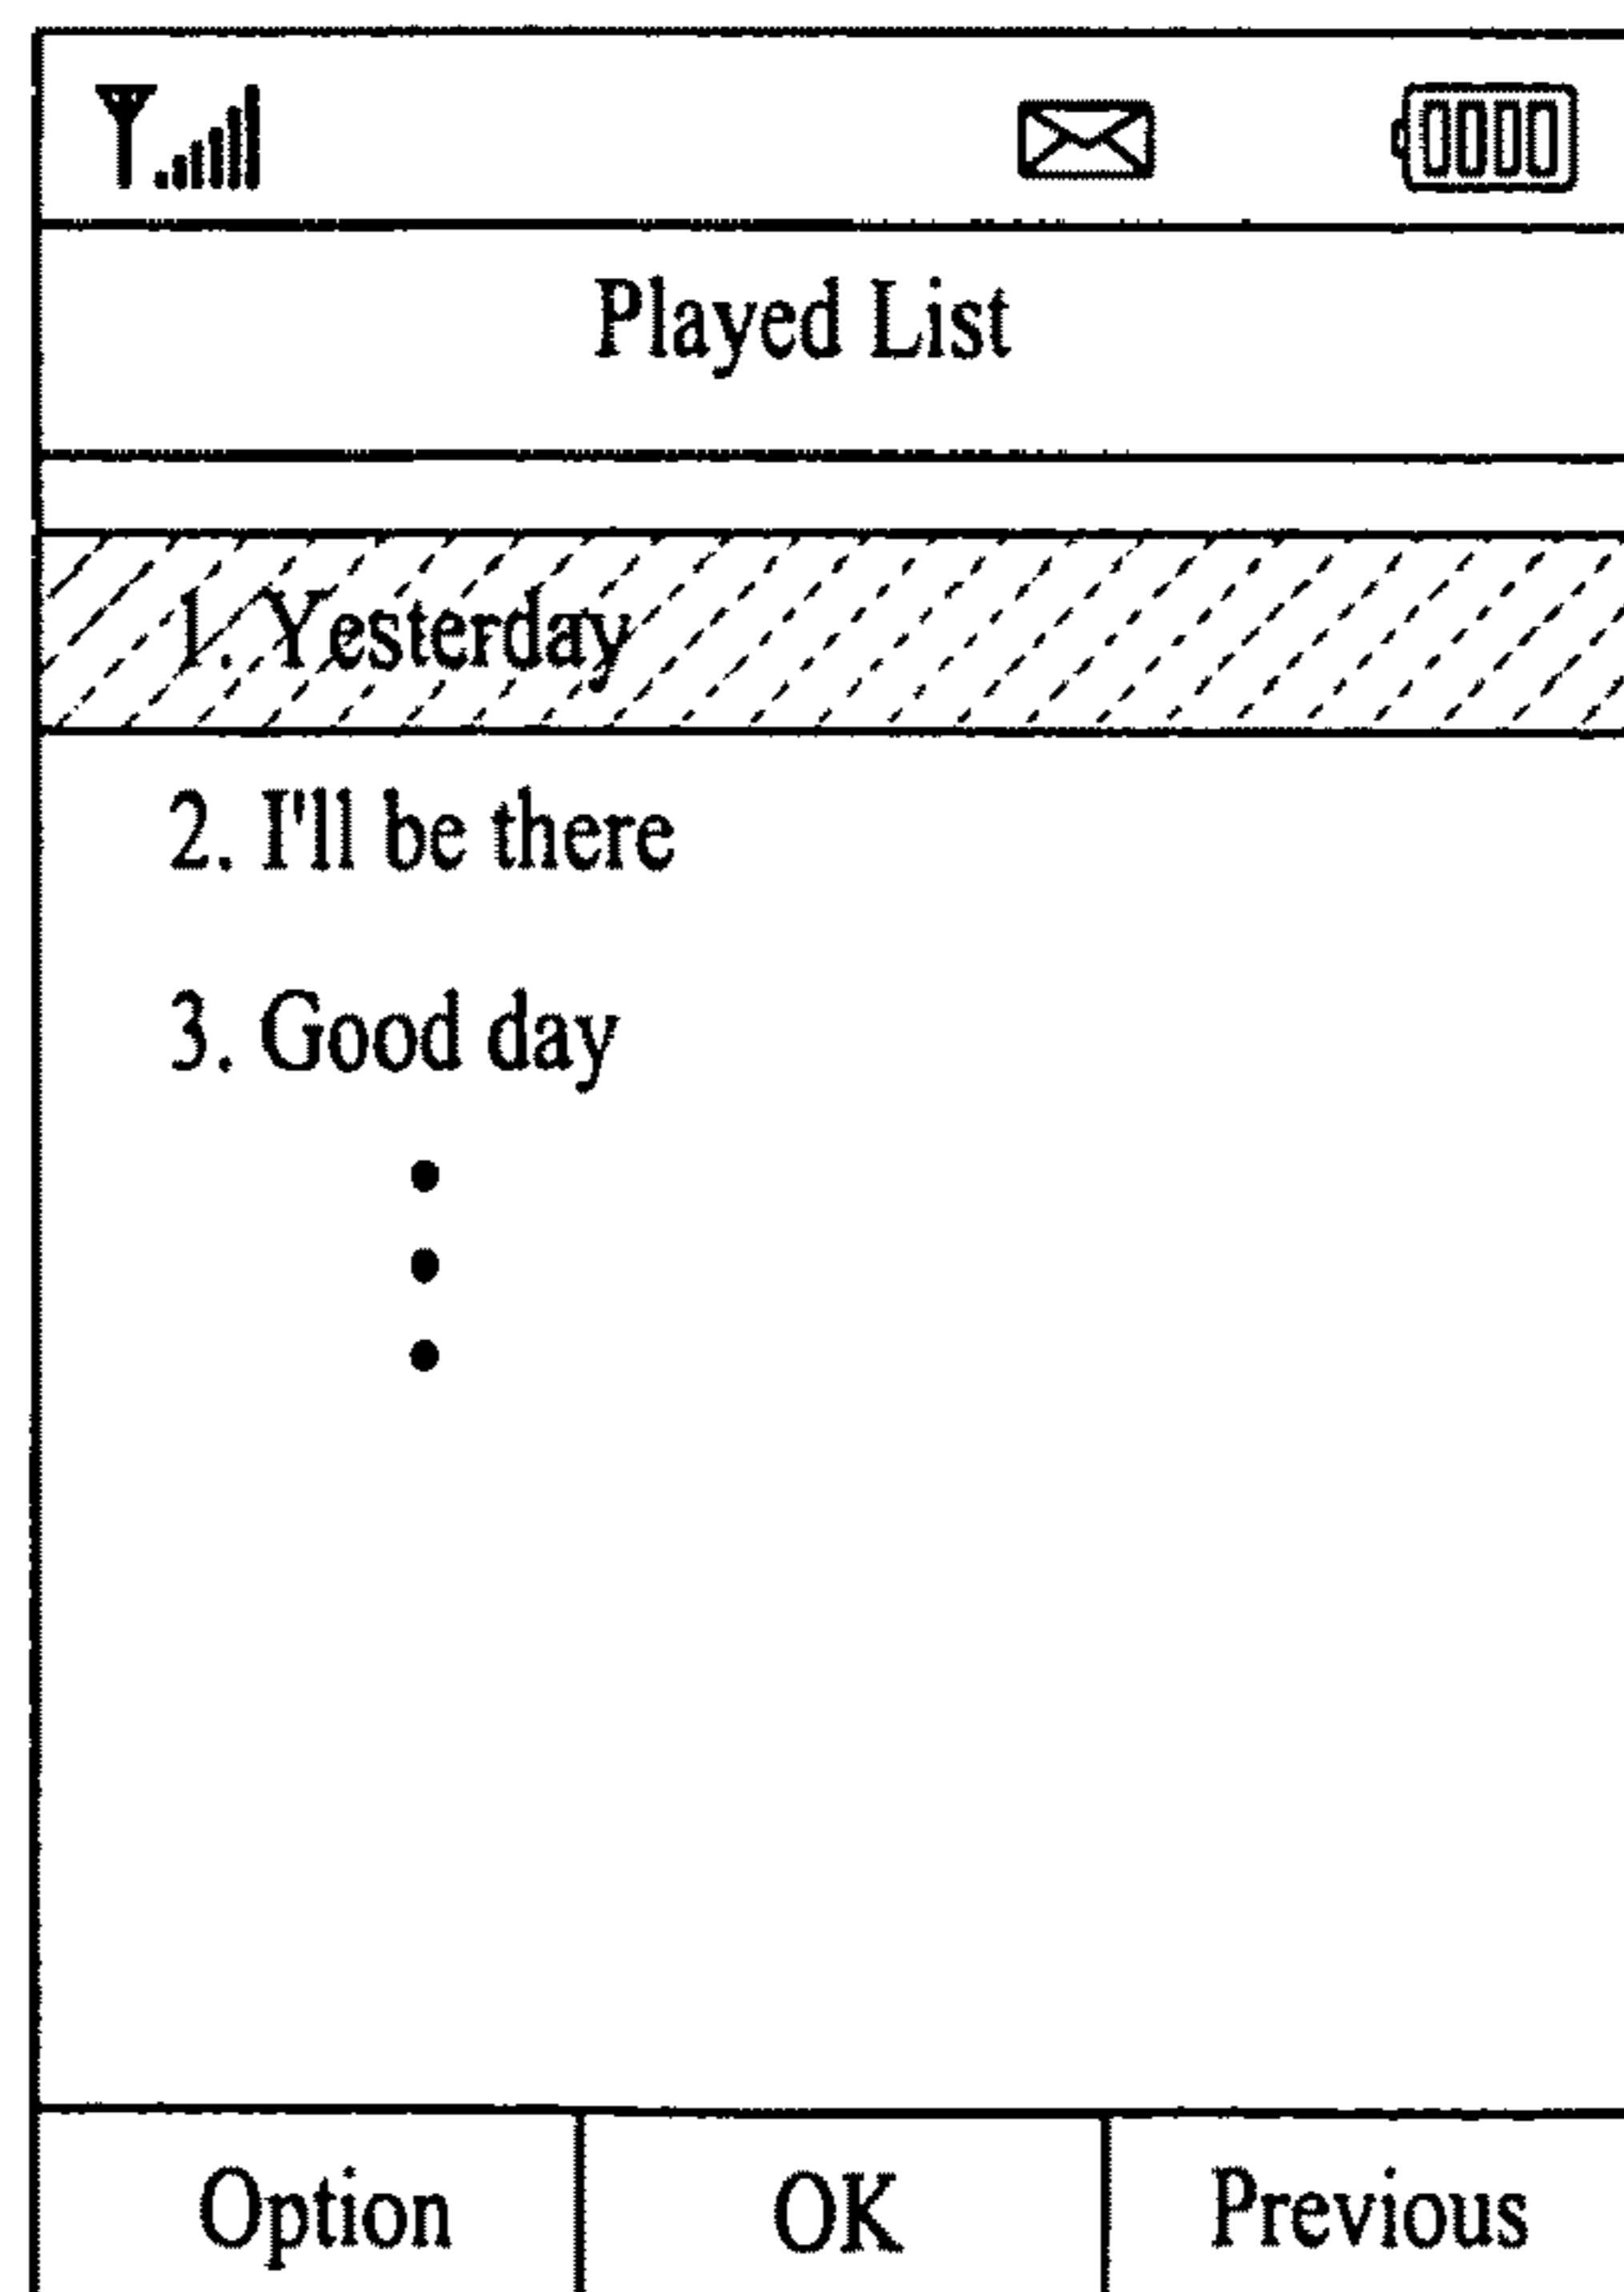 Played List
1. Yesterday
2. I'll be there
3. Good day
Option OK Previous